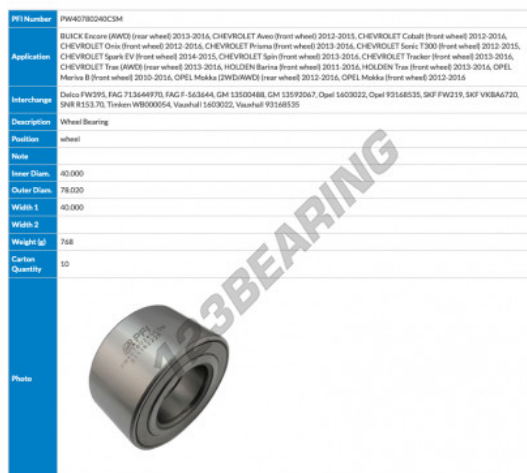 PFI Number PW40780240CSM
BUICK Encore (AWD) (rear wheel) 2013-2016, CHEVROLET Aveo (front wheel) 2012-2015, CHEVROLET Cobalt (front wheel) 2012-2016,
CHEVROLET Onix (front wheel) 2012-2016, CHEVROLET Prisma (front wheel) 2013-2016, CHEVROLET Sonic T300 (front wheel) 2012-2015,
Application CHEVROLET Spark EV (front wheel) 2014-2015, CHEVROLET Spin (front wheel) 2013-2016, CHEVROLET Tracker (front wheel) 2013-2016,
CHEVROLET Trax (AWD) (rear wheel) 2013-2016, HOLDEN Barina (front wheel) 2011-2016, HOLDEN Trax (front wheel) 2013-2016, OPEL
Meriva B (front wheel) 2010-2016, OPEL Mokka (2WD/AWD) (rear wheel) 2012-2016, OPEL Mokka (front wheel) 2012-2016
Interchange Delco FW395, FAG 713644970, FAG F-563644, GM 13500488, GM 13592067, Opel 1603022, Opel 93168535, SKF FW219, SKF VKBA6720,
SNR R153.70, Timken WB000054, Vauxhall 1603022, Vauxhall 93168535
Description Wheel Bearing
Position wheel
Note
Inner Diam. 40.000
Outer Diam. 78.020
Width 1 40.000
Width 2
Weight (g) 768
Carton
Quantity 10
Photo
PFI
123BEARING